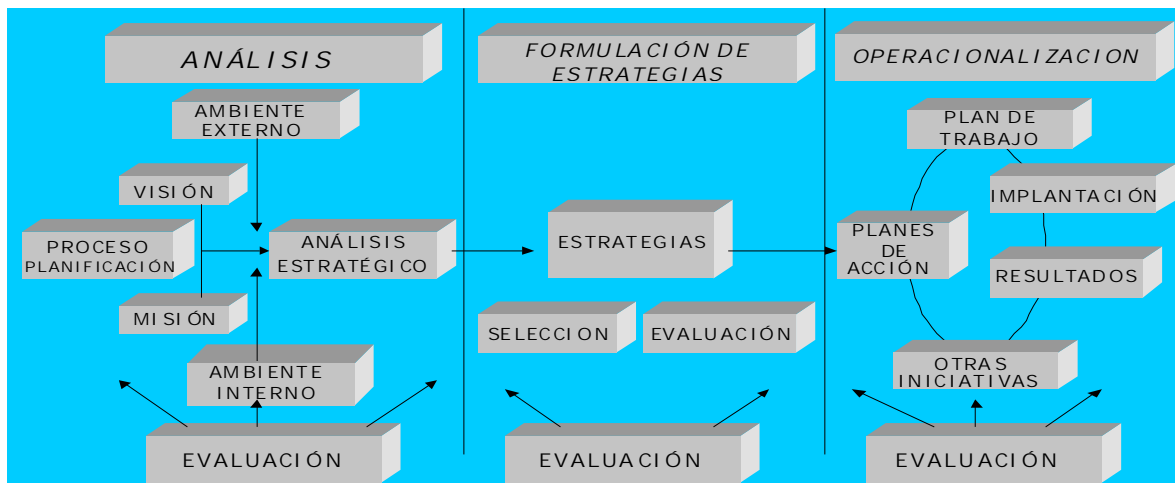 ANÁLISIS
AMBIENTE
EXTERNO
VISIÓN
PROCESO
PLANIFICACIÓN
ANÁLISIS
ESTRATÉGICO
MISIÓN
AMBIENTE
INTERNO
EVALUACIÓN
FORMULACIÓN DE
ESTRATEGIAS
ESTRATEGIAS
SELECCION
EVALUACIÓN
EVALUACIÓN
OPERACIONALIZACION
PLAN DE
TRABAJO
IMPLANTACIÓN
PLANES
DE
ACCIÓN
RESULTADOS
OTRAS
INICIATIVAS
EVALUACIÓN